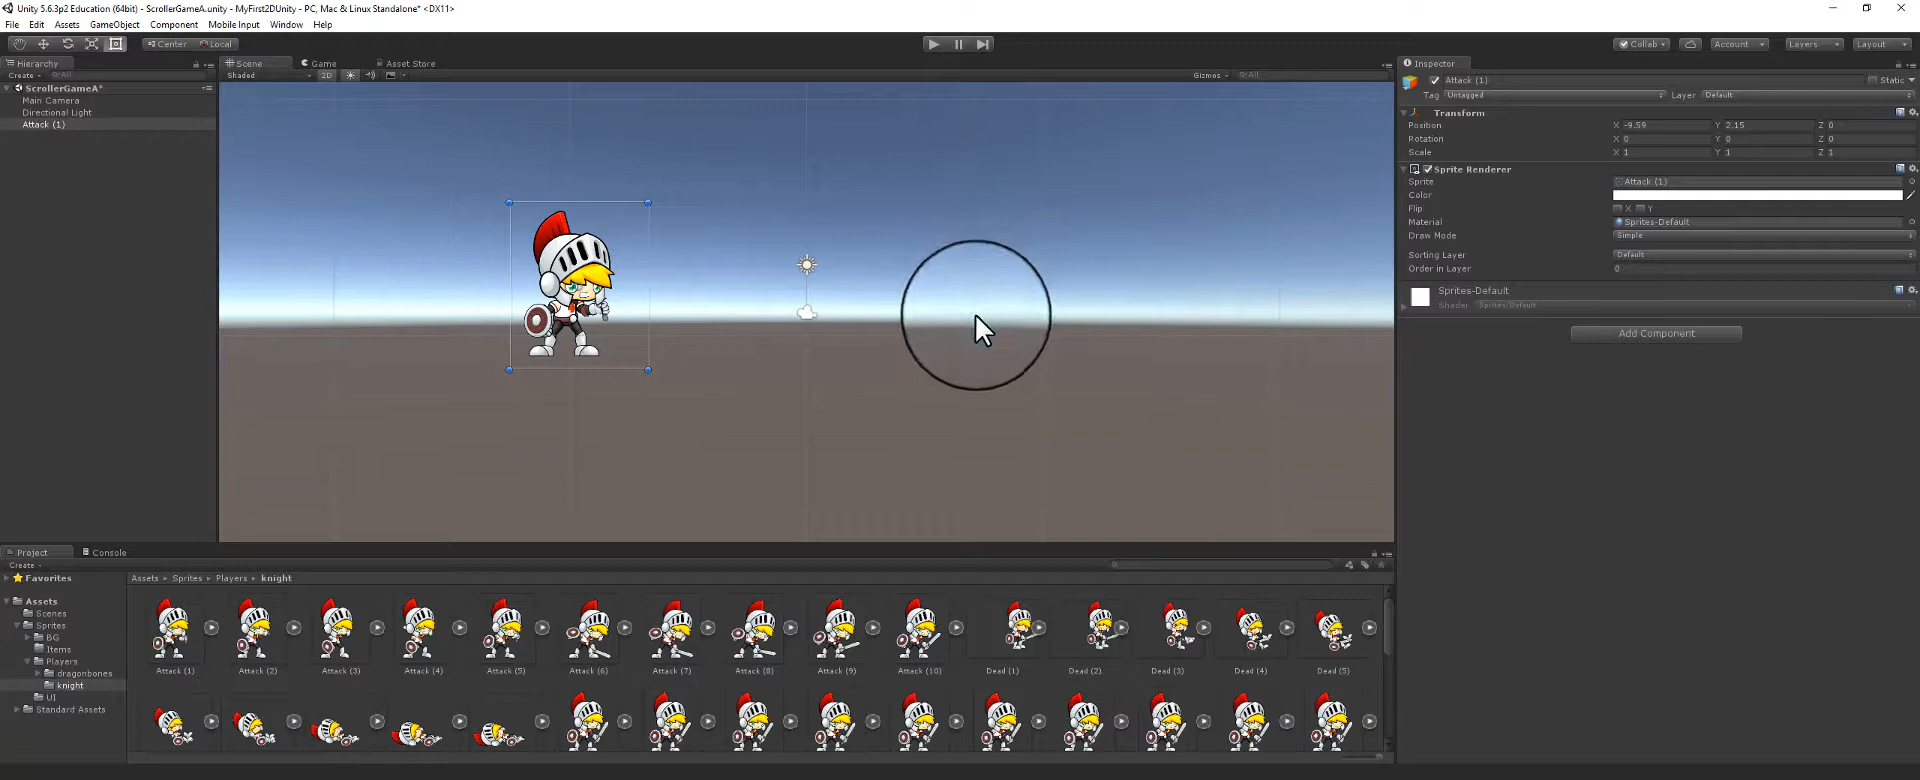 Unity 5.6.3p2 Education (64bit) - ScrollerGameA.unity - MyFirst2DUnity - PC, Mac & Linux Standalone* <DX11>
File Edit Assets GameObject Component Mobile Input Window Help
Center Local Collab Account Layers Layout
Hierarchy
Create All
ScrollerGameA*
Main Camera
Directional Light
Attack (1)
Scene Game Asset Store
Shaded 2D Gizmos All
Inspector
Attack (1) Static
Tag Untagged Layer Default
Transform
Position X -9.59 Y 2.15 Z 0
Rotation X 0 Y 0 Z 0
Scale X 1 Y 1 Z 1
Sprite Renderer
Sprite Attack (1)
Color
Flip X Y
Material Sprites-Default
Draw Mode Simple
Sorting Layer Default
Order in Layer 0
Sprites-Default
Shader Sprites/Default
Add Component
Project Console
Create
Favorites
Assets
Scenes
Sprites
BG
Items
Players
dragonbones
knight
UI
Standard Assets
Assets Sprites Players knight
Attack (1) Attack (2) Attack (3) Attack (4) Attack (5) Attack (6) Attack (7) Attack (8) Attack (9) Attack (10) Dead (1) Dead (2) Dead (3) Dead (4) Dead (5)